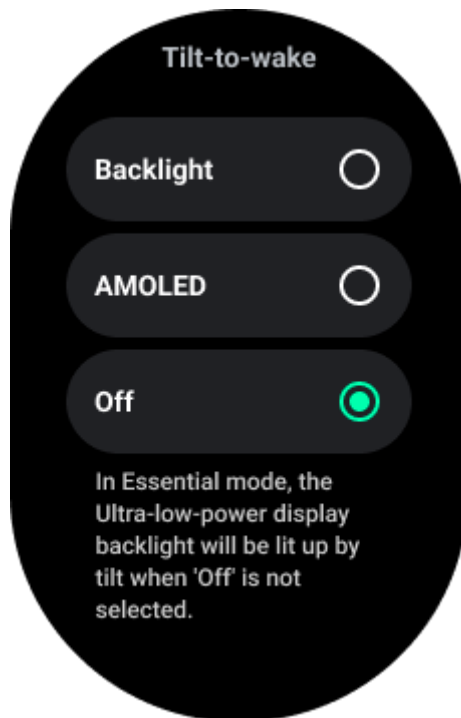 Tilt-to-wake
Backlight
AMOLED
Off
In Essential mode, the
Ultra-low-power display
backlight will be lit up by
tilt when 'Off' is not
selected.